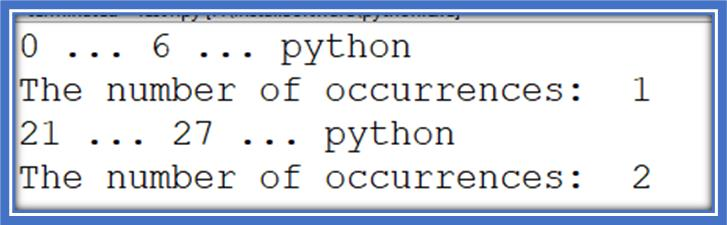 0 ... 6 ... python
The number of occurrences:  1
21 ... 27 ... python
The number of occurrences:  2